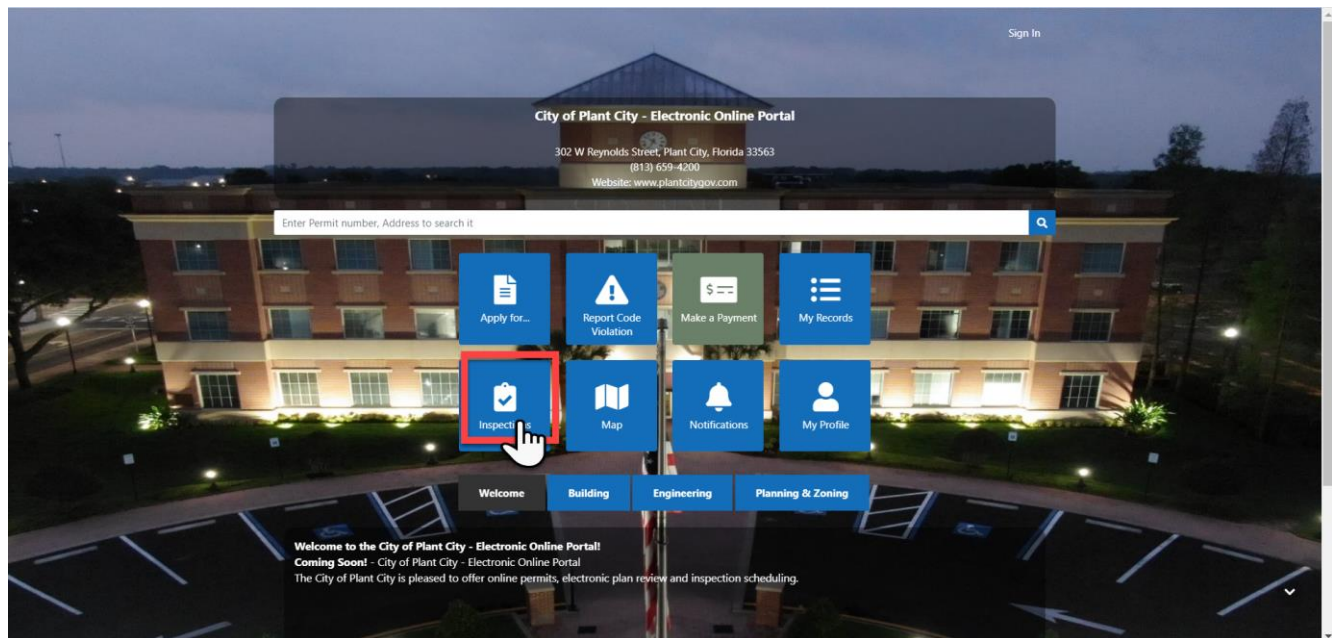 Sign In
City of Plant City - Electronic Online Portal
302 W Reynolds Street, Plant City, Florida 33563
(813) 659-4200
Website: www.plantcitygov.com
Enter Permit number, Address to search it
Apply for...
Report Code
Violation
Make a Payment
My Records
Inspections
Map
Notifications
My Profile
Welcome
Building
Engineering
Planning & Zoning
Welcome to the City of Plant City - Electronic Online Portal!
Coming Soon! - City of Plant City - Electronic Online Portal
The City of Plant City is pleased to offer online permits, electronic plan review and inspection scheduling.